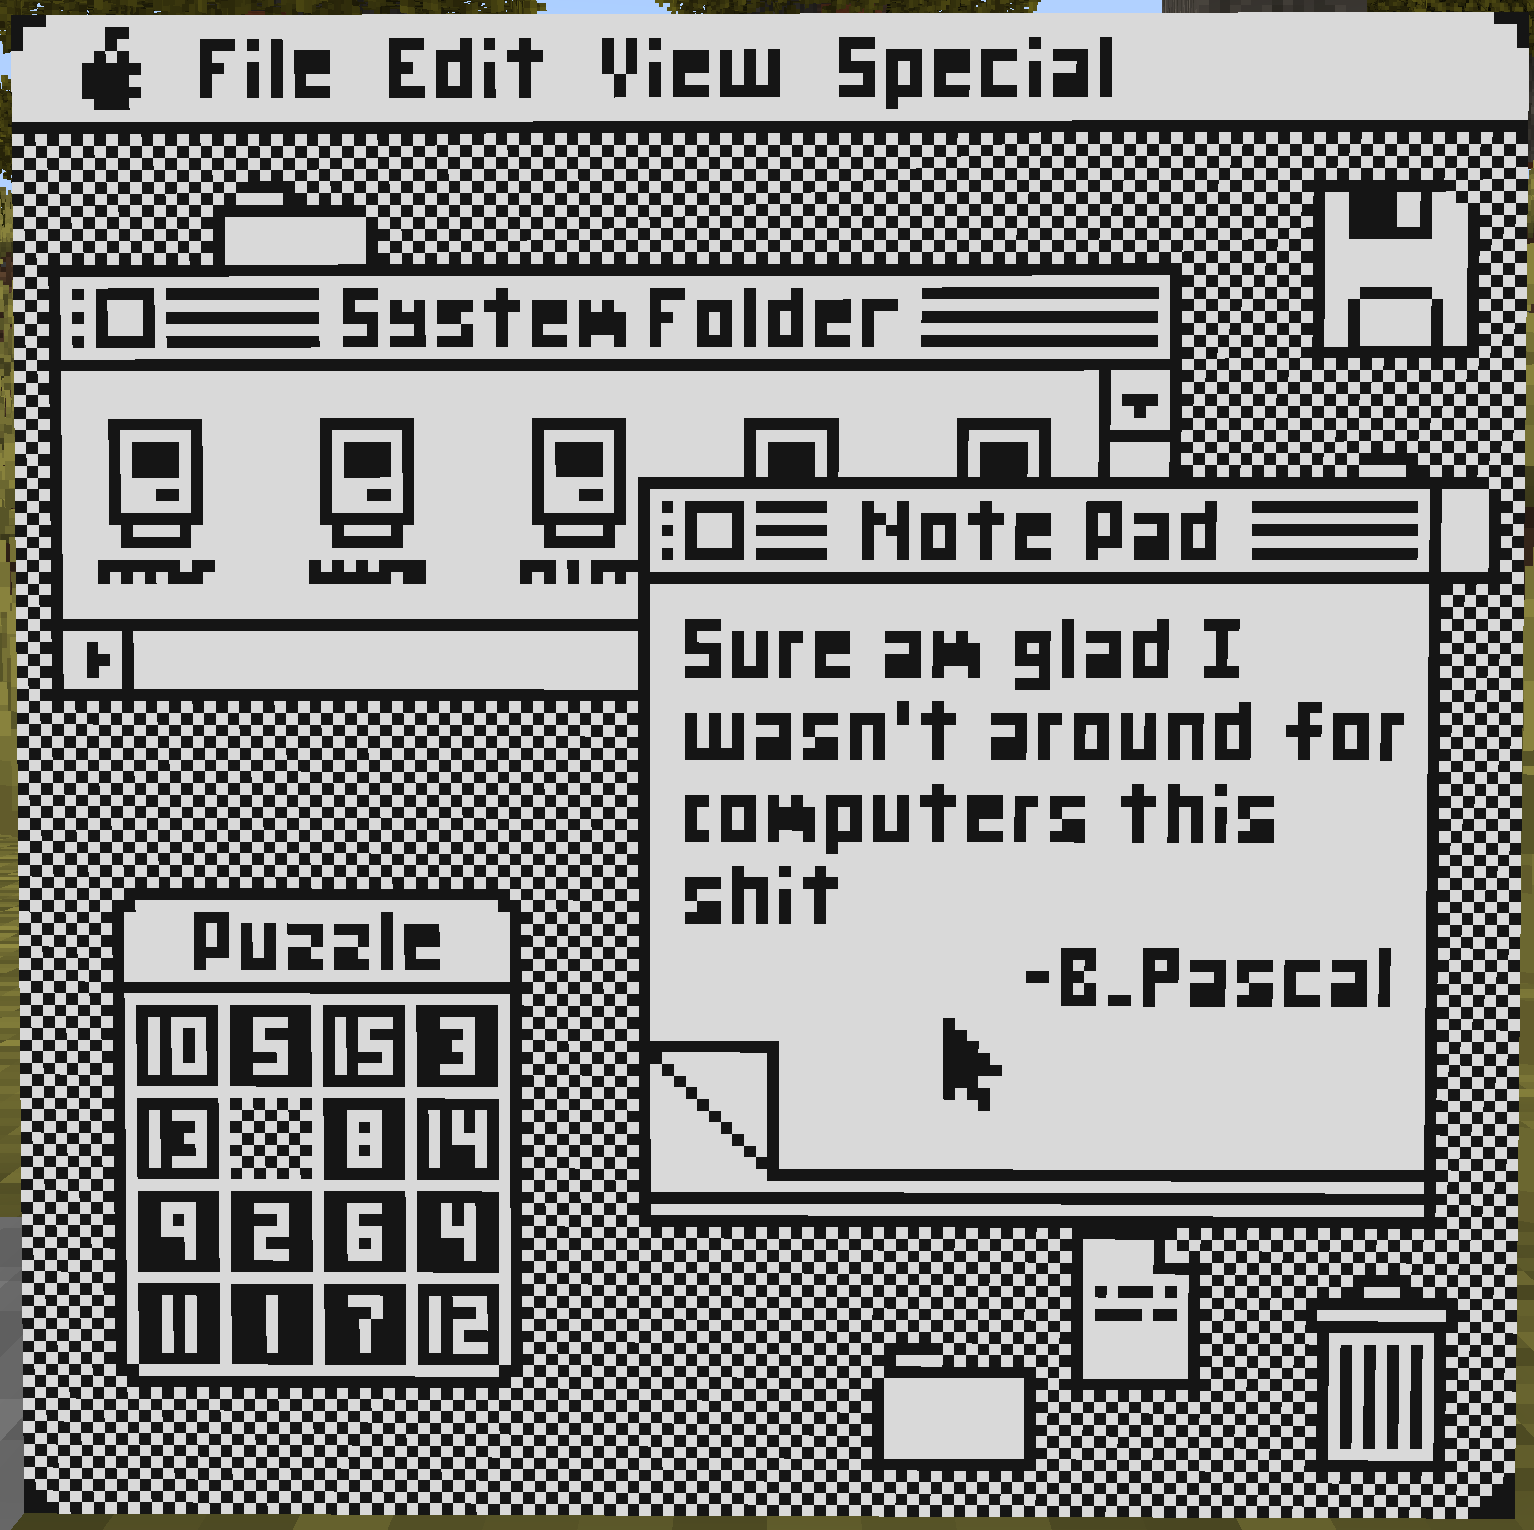 File Edit View Special
System Folder
Note Pad
Sure am glad I
wasn't around for
computers this
shit
-B_Pascal
Puzzle
10 5 15 3
13 8 14
9 2 6 4
11 1 7 12